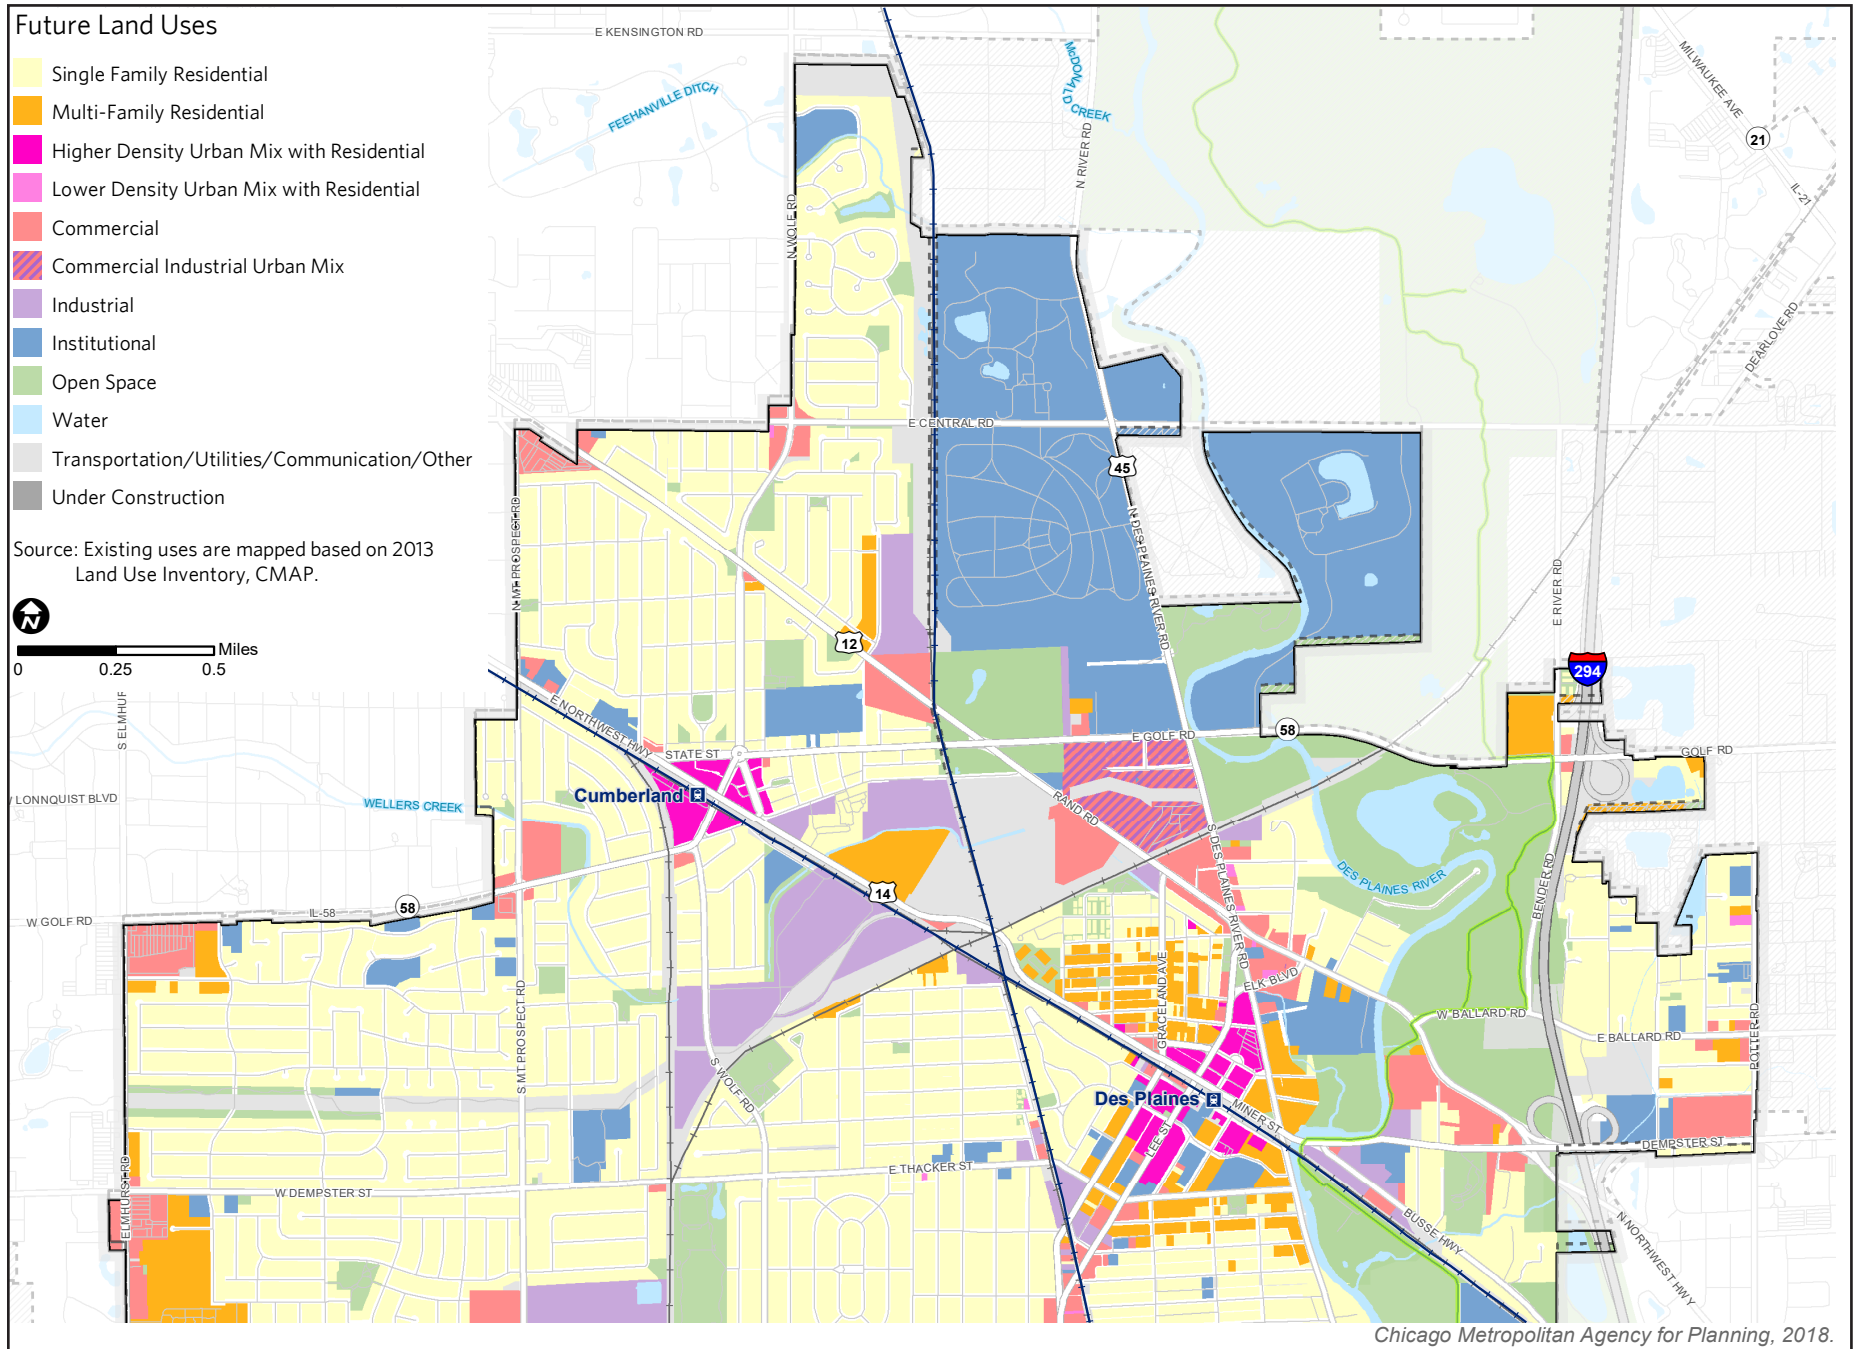 Future Land Uses
Single Family Residential
Multi-Family Residential
Higher Density Urban Mix with Residential
Lower Density Urban Mix with Residential
Commercial
Commercial Industrial Urban Mix
Industrial
Institutional
Open Space
Water
Transportation/Utilities/Communication/Other
Under Construction
Source: Existing uses are mapped based on 2013
Land Use Inventory, CMAP.
N
Miles
0 0.25 0.5
E KENSINGTON RD
FEEHANVILLE DITCH
McDONALD CREEK
N RIVER RD
MILWAUKEE AVE
21
IL-21
DEARLOVE RD
N WOLF RD
E CENTRAL RD
45
N DES PLAINES RIVER RD
N MT PROSPECT RD
12
E RIVER RD
294
E NORTHWEST HWY
STATE ST
E GOLF RD
58
GOLF RD
S ELMHUR
W LONNQUIST BLVD
WELLERS CREEK
Cumberland
RAND RD
S DES PLAINES RIVER RD
DES PLAINES RIVER
BENDER RD
14
W GOLF RD
IL-58
58
GRACELAND AVE
ELK BLVD
W BALLARD RD
E BALLARD RD
POTTER RD
S MT PROSPECT RD
S WOLF RD
Des Plaines
MINER ST
LEE ST
DEMPSTER ST
E THACKER ST
W DEMPSTER ST
ELMHURST RD
BUSSE HWY
N NORTHWEST HWY
Chicago Metropolitan Agency for Planning, 2018.